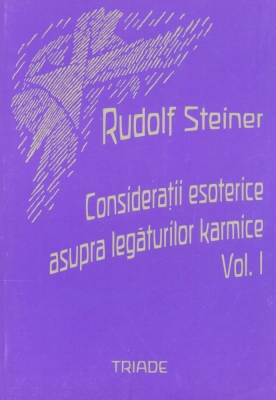 Rudolf Steiner
Considerații esoterice
asupra legăturilor karmice
Vol. I
TRIADE